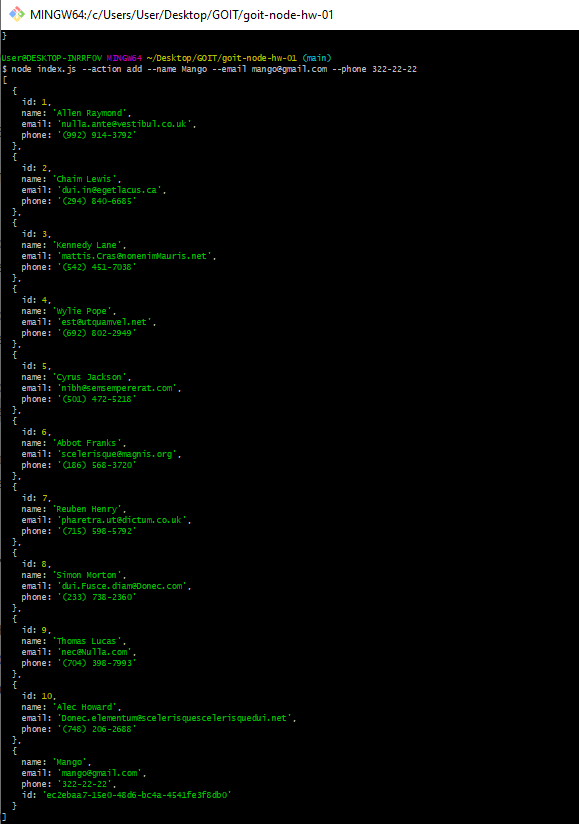 MINGW64:/c/Users/User/Desktop/GOIT/goit-node-hw-01
}
User@DESKTOP-INRRFOV MINGW64 ~/Desktop/GOIT/goit-node-hw-01 (main)
$ node index.js --action add --name Mango --email mango@gmail.com --phone 322-22-22
[
  {
    id: 1,
    name: 'Allen Raymond',
    email: 'nulla.ante@vestibul.co.uk',
    phone: '(992) 914-3792'
  },
  {
    id: 2,
    name: 'Chaim Lewis',
    email: 'dui.in@egetlacus.ca',
    phone: '(294) 840-6685'
  },
  {
    id: 3,
    name: 'Kennedy Lane',
    email: 'mattis.Cras@nonenimMauris.net',
    phone: '(542) 451-7038'
  },
  {
    id: 4,
    name: 'Wylie Pope',
    email: 'est@utquamvel.net',
    phone: '(692) 802-2949'
  },
  {
    id: 5,
    name: 'Cyrus Jackson',
    email: 'nibh@semsempererat.com',
    phone: '(501) 472-5218'
  },
  {
    id: 6,
    name: 'Abbot Franks',
    email: 'scelerisque@magnis.org',
    phone: '(186) 568-3720'
  },
  {
    id: 7,
    name: 'Reuben Henry',
    email: 'pharetra.ut@dictum.co.uk',
    phone: '(715) 598-5792'
  },
  {
    id: 8,
    name: 'Simon Morton',
    email: 'dui.Fusce.diam@Donec.com',
    phone: '(233) 738-2360'
  },
  {
    id: 9,
    name: 'Thomas Lucas',
    email: 'nec@Nulla.com',
    phone: '(704) 398-7993'
  },
  {
    id: 10,
    name: 'Alec Howard',
    email: 'Donec.elementum@scelerisquescelerisquedui.net',
    phone: '(748) 206-2688'
  },
  {
    name: 'Mango',
    email: 'mango@gmail.com',
    phone: '322-22-22',
    id: 'ec2ebaa7-15e0-48d6-bc4a-4541fe3f8db0'
  }
]